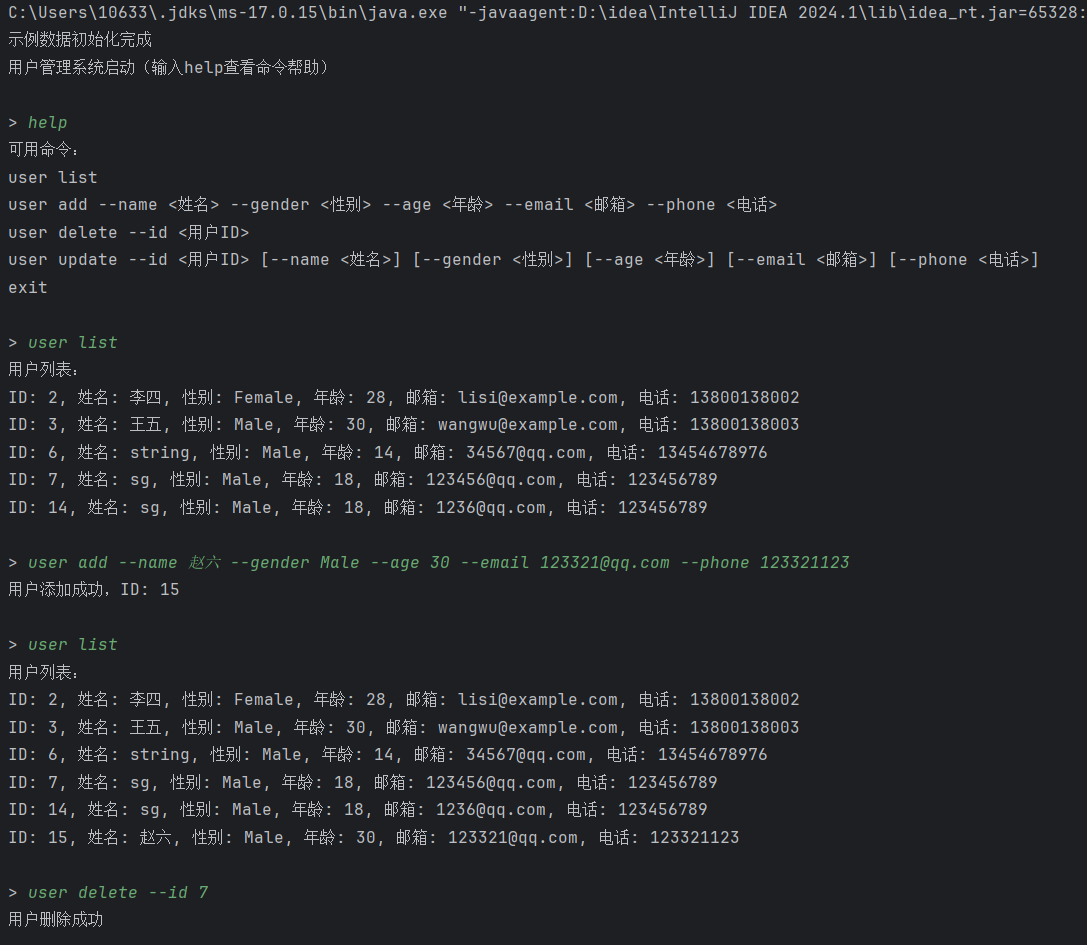 C:\Users\10633\.jdks\ms-17.0.15\bin\java.exe "-javaagent:D:\idea\IntelliJ IDEA 2024.1\lib\idea_rt.jar=65328:
示例数据初始化完成
用户管理系统启动（输入help查看命令帮助）
> help
可用命令：
user list
user add --name <姓名> --gender <性别> --age <年龄> --email <邮箱> --phone <电话>
user delete --id <用户ID>
user update --id <用户ID> [--name <姓名>] [--gender <性别>] [--age <年龄>] [--email <邮箱>] [--phone <电话>]
exit
> user list
用户列表：
ID: 2, 姓名: 李四, 性别: Female, 年龄: 28, 邮箱: lisi@example.com, 电话: 13800138002
ID: 3, 姓名: 王五, 性别: Male, 年龄: 30, 邮箱: wangwu@example.com, 电话: 13800138003
ID: 6, 姓名: string, 性别: Male, 年龄: 14, 邮箱: 34567@qq.com, 电话: 13454678976
ID: 7, 姓名: sg, 性别: Male, 年龄: 18, 邮箱: 123456@qq.com, 电话: 123456789
ID: 14, 姓名: sg, 性别: Male, 年龄: 18, 邮箱: 1236@qq.com, 电话: 123456789
> user add --name 赵六 --gender Male --age 30 --email 123321@qq.com --phone 123321123
用户添加成功，ID: 15
> user list
用户列表：
ID: 2, 姓名: 李四, 性别: Female, 年龄: 28, 邮箱: lisi@example.com, 电话: 13800138002
ID: 3, 姓名: 王五, 性别: Male, 年龄: 30, 邮箱: wangwu@example.com, 电话: 13800138003
ID: 6, 姓名: string, 性别: Male, 年龄: 14, 邮箱: 34567@qq.com, 电话: 13454678976
ID: 7, 姓名: sg, 性别: Male, 年龄: 18, 邮箱: 123456@qq.com, 电话: 123456789
ID: 14, 姓名: sg, 性别: Male, 年龄: 18, 邮箱: 1236@qq.com, 电话: 123456789
ID: 15, 姓名: 赵六, 性别: Male, 年龄: 30, 邮箱: 123321@qq.com, 电话: 123321123
> user delete --id 7
用户删除成功